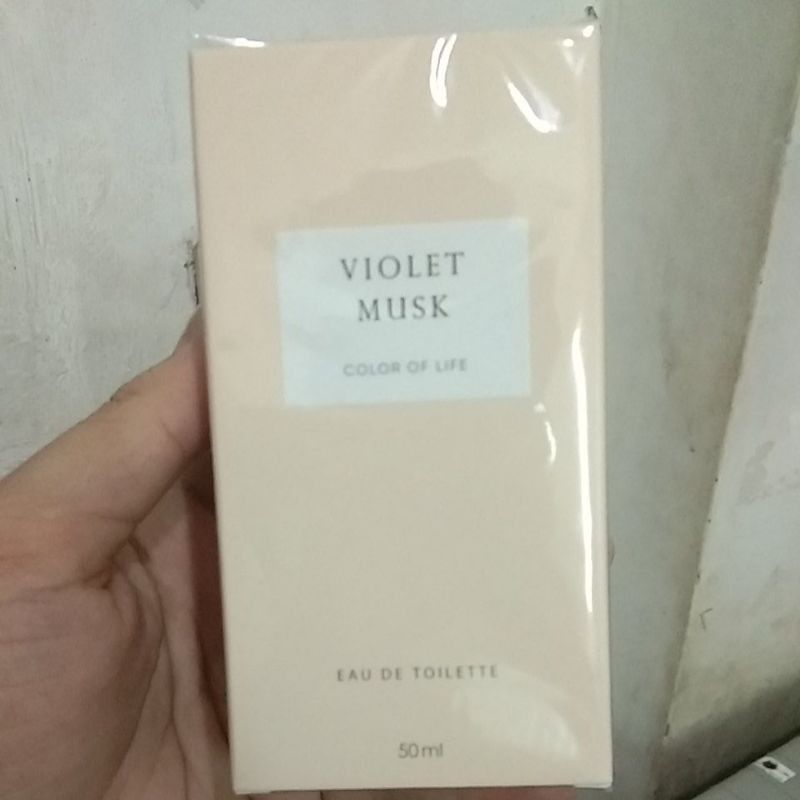 VIOLET
MUSK
COLOR OF LIFE
EAU DE TOILETTE
50ml